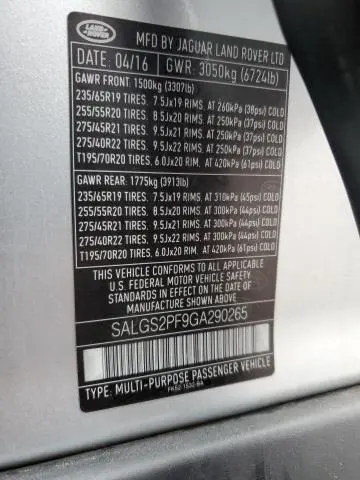 LAND ROVER
MFD BY JAGUAR LAND ROVER LTD
DATE: 04/16 GWR: 3050kg (6724lb)
GAWR FRONT: 1500kg (3307lb)
235/65R19 TIRES. 7.5Jx19 RIMS. AT 260kPa (38psi) COLD
255/55R20 TIRES. 8.5Jx20 RIMS. AT 250kPa (37psi) COLD
275/45R21 TIRES. 9.5Jx21 RIMS. AT 250kPa (37psi) COLD
275/40R22 TIRES. 9.5Jx22 RIMS. AT 250kPa (37psi) COLD
T195/70R20 TIRES. 6.0Jx20 RIMS. AT 420kPa (61psi) COLD
GAWR REAR: 1775kg (3913lb)
235/65R19 TIRES. 7.5Jx19 RIMS. AT 310kPa (45psi) COLD
255/55R20 TIRES. 8.5Jx20 RIMS. AT 300kPa (44psi) COLD
275/45R21 TIRES. 9.5Jx21 RIMS. AT 300kPa (44psi) COLD
275/40R22 TIRES. 9.5Jx22 RIMS. AT 300kPa (44psi) COLD
T195/70R20 TIRES. 6.0Jx20 RIMS. AT 420kPa (61psi) COLD
THIS VEHICLE CONFORMS TO ALL APPLICABLE
U.S. FEDERAL MOTOR VEHICLE SAFETY
STANDARDS IN EFFECT ON THE DATE OF
MANUFACTURE SHOWN ABOVE.
SALGS2PF9GA290265
TYPE: MULTI-PURPOSE PASSENGER VEHICLE
FK52 1532 BA